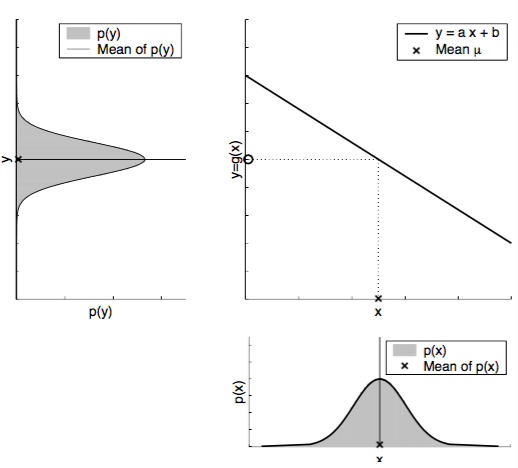 p(y)
Mean of p(y)
y
p(y)
y = a x + b
Mean μ
y=g(x)
x
p(x)
Mean of p(x)
p(x)
x